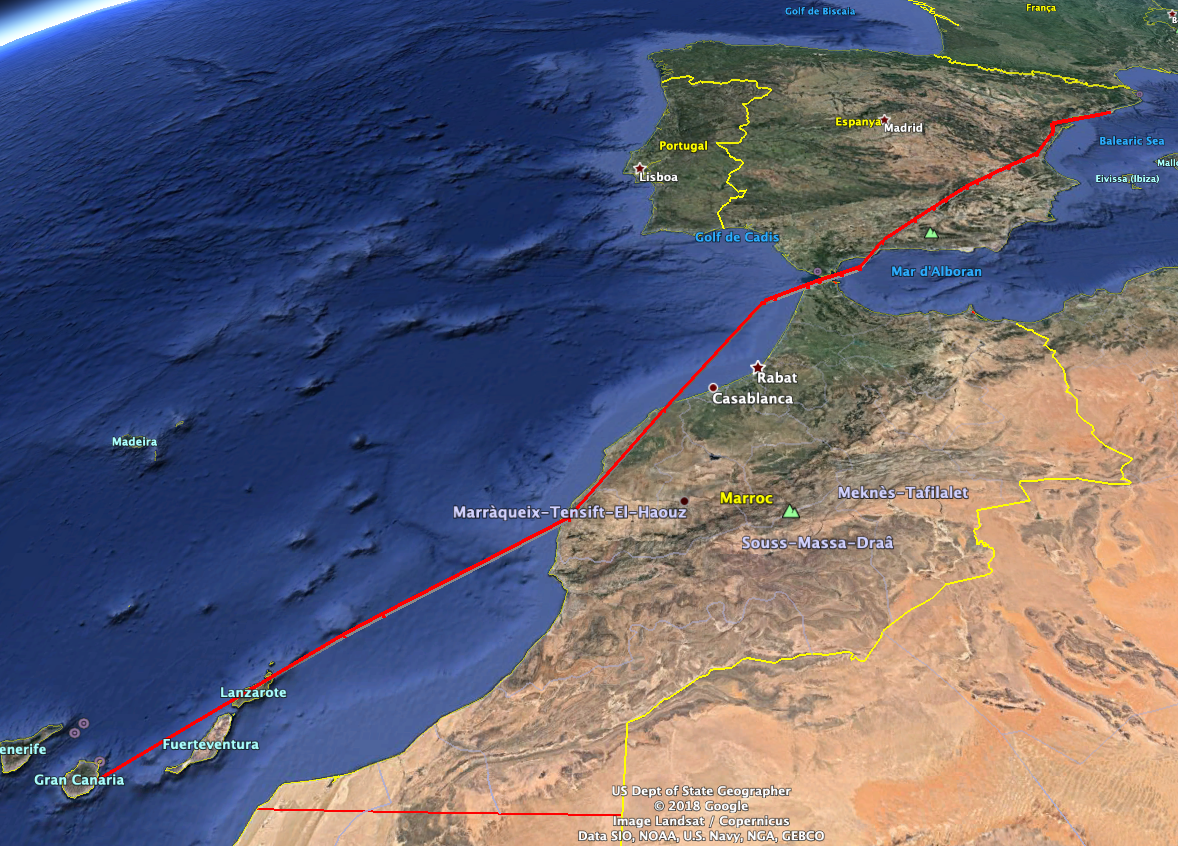 Golf de Biscaia
França
Espanya
Madrid
Portugal
Balearic Sea
Lisboa
Eivissa (Ibiza)
Golf de Cadis
Mar d'Alboran
Rabat
Casablanca
Madeira
Marroc
Meknès-Tafilalet
Marràqueix-Tensift-El-Haouz
Souss-Massa-Draâ
Lanzarote
Fuerteventura
enerife
Gran Canaria
US Dept of State Geographer
© 2018 Google
Image Landsat / Copernicus
Data SIO, NOAA, U.S. Navy, NGA, GEBCO